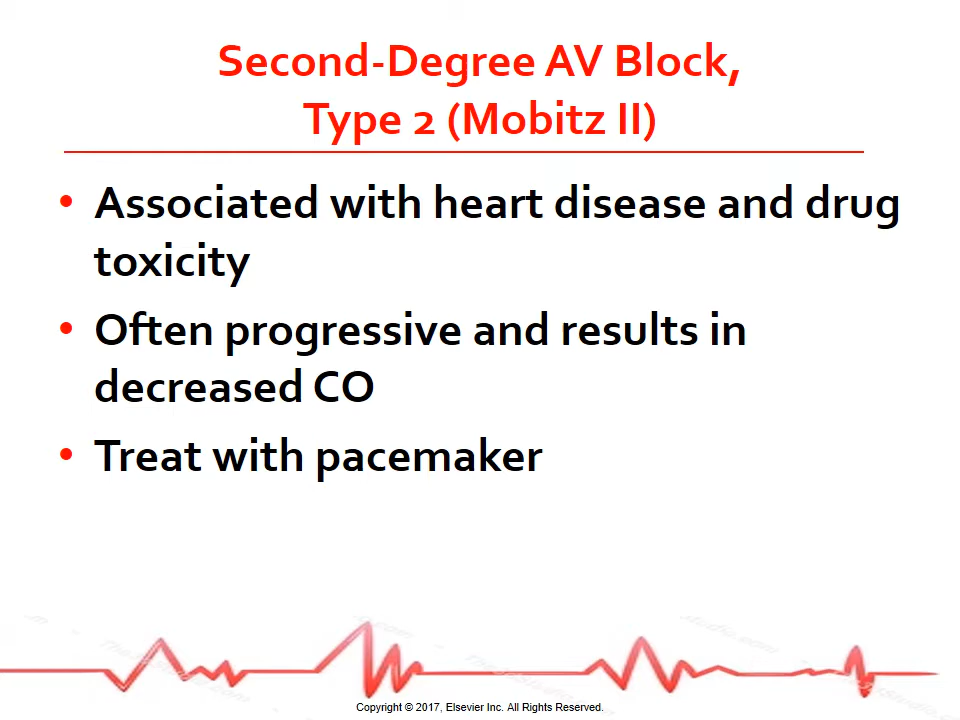 Second-Degree AV Block,
Type 2 (Mobitz II)
• Associated with heart disease and drug
toxicity
• Often progressive and results in
decreased CO
• Treat with pacemaker
Copyright © 2017, Elsevier Inc. All Rights Reserved.